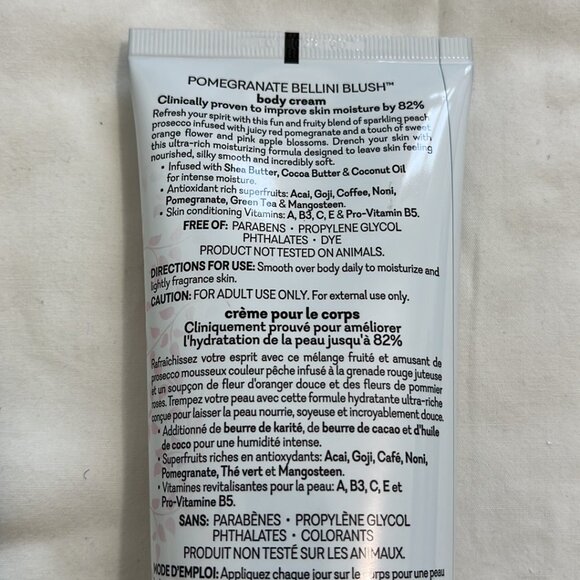 POMEGRANATE BELLINI BLUSH™
body cream
Clinically proven to improve skin moisture by 82%
Refresh your spirit with this fun and fruity blend of sparkling peach
prosecco infused with juicy red pomegranate and a touch of sweet
orange flower and pink apple blossoms. Drench your skin with
this ultra-rich moisturizing formula designed to leave skin feeling
nourished, silky smooth and incredibly soft.
• Infused with Shea Butter, Cocoa Butter & Coconut Oil
for intense moisture.
• Antioxidant rich superfruits: Acai, Goji, Coffee, Noni,
Pomegranate, Green Tea & Mangosteen.
• Skin conditioning Vitamins: A, B3, C, E & Pro-Vitamin B5.
FREE OF: PARABENS • PROPYLENE GLYCOL
PHTHALATES • DYE
PRODUCT NOT TESTED ON ANIMALS.
DIRECTIONS FOR USE: Smooth over body daily to moisturize and
lightly fragrance skin.
CAUTION: FOR ADULT USE ONLY. For external use only.
crème pour le corps
Cliniquement prouvé pour améliorer
l'hydratation de la peau jusqu'à 82%
Rafraîchissez votre esprit avec ce mélange fruité et amusant de
prosecco mousseux couleur pêche infusé à la grenade rouge juteuse
et un soupçon de fleur d'oranger douce et des fleurs de pommier
rosés. Trempez votre peau avec cette formule hydratante ultra-riche
conçue pour laisser la peau nourrie, soyeuse et incroyablement douce.
• Additionné de beurre de karité, de beurre de cacao et d'huile
de coco pour une humidité intense.
• Superfruits riches en antioxydants: Acai, Goji, Café, Noni,
Pomegranate, Thé vert et Mangosteen.
• Vitamines revitalisantes pour la peau: A, B3, C, E et
Pro-Vitamine B5.
SANS: PARABÈNES • PROPYLÈNE GLYCOL
PHTHALATES • COLORANTS
PRODUIT NON TESTÉ SUR LES ANIMAUX.
MODE D'EMPLOI: Appliquez chaque jour sur le corps pour une peau